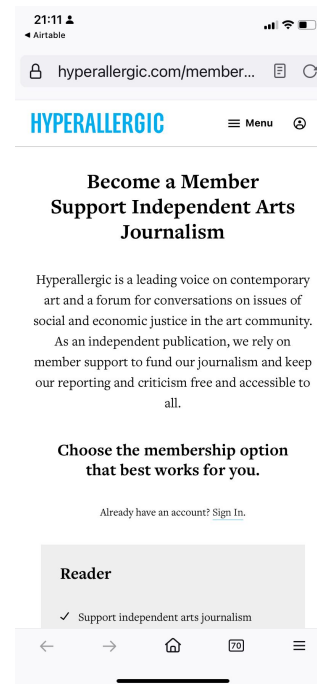 21:11
◀ Airtable
hyperallergic.com/member...
HYPERALLERGIC
Menu
Become a Member
Support Independent Arts
Journalism
Hyperallergic is a leading voice on contemporary
art and a forum for conversations on issues of
social and economic justice in the art community.
As an independent publication, we rely on
member support to fund our journalism and keep
our reporting and criticism free and accessible to
all.
Choose the membership option
that best works for you.
Already have an account? Sign In.
Reader
✓ Support independent arts journalism
70